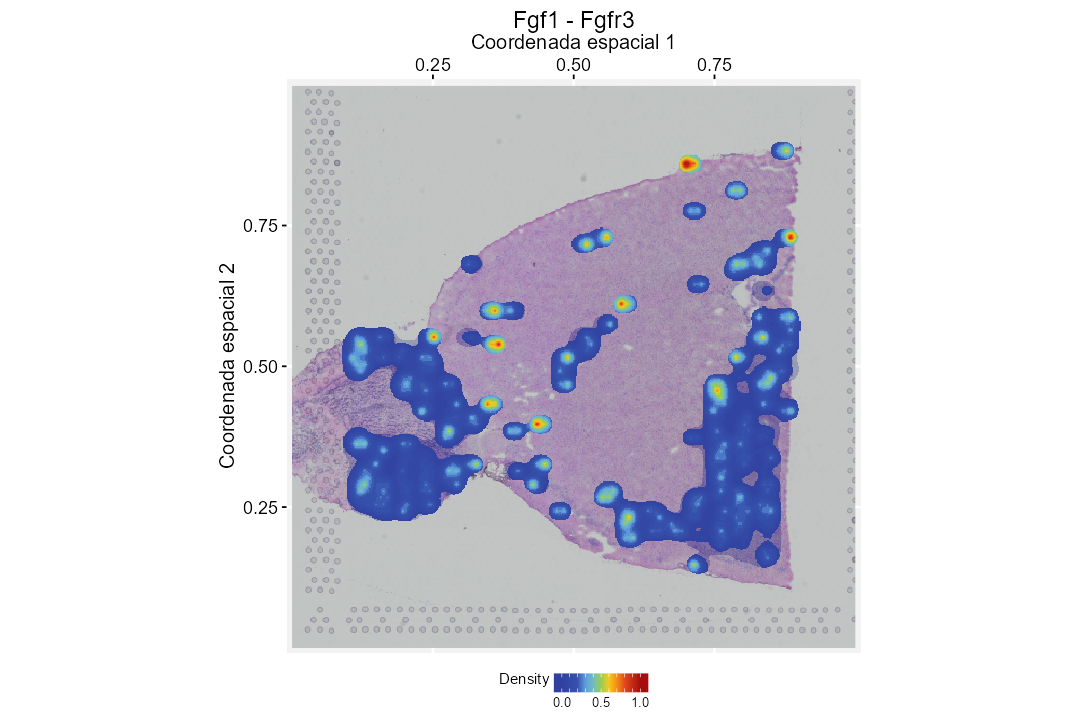 Fgf1 - Fgfr3
Coordenada espacial 1
0.25 0.50 0.75
Coordenada espacial 2
0.75
0.50
0.25
Density
0.0 0.5 1.0